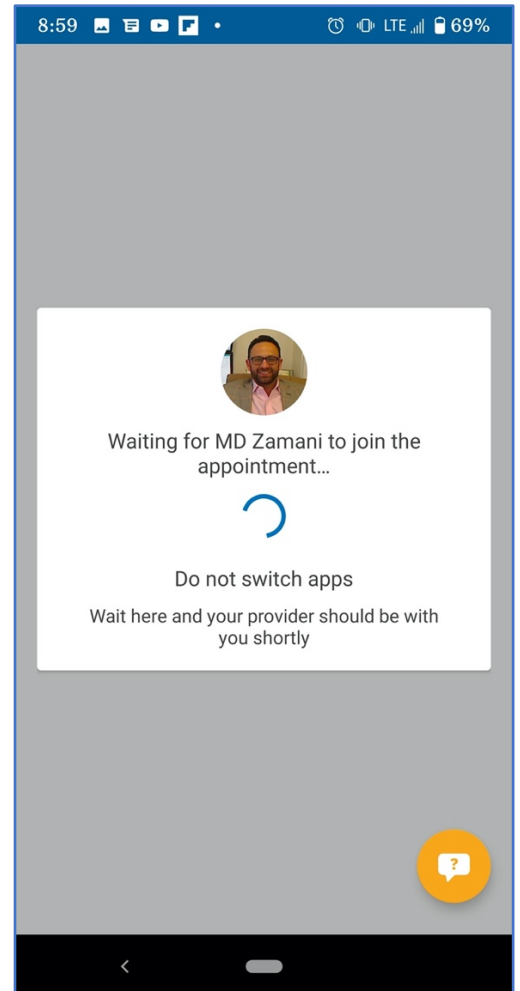 8:59
LTE 69%
Waiting for MD Zamani to join the
appointment…
Do not switch apps
Wait here and your provider should be with
you shortly
?